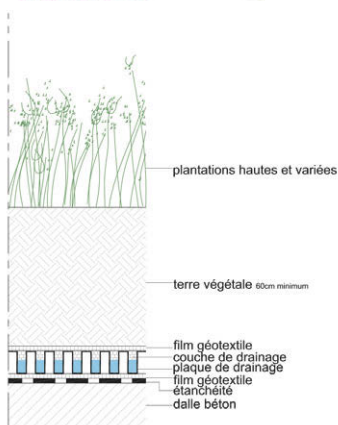 plantations hautes et variées
terre végétale 60cm minimum
film géotextile
couche de drainage
plaque de drainage
film géotextile
étanchéité
dalle béton